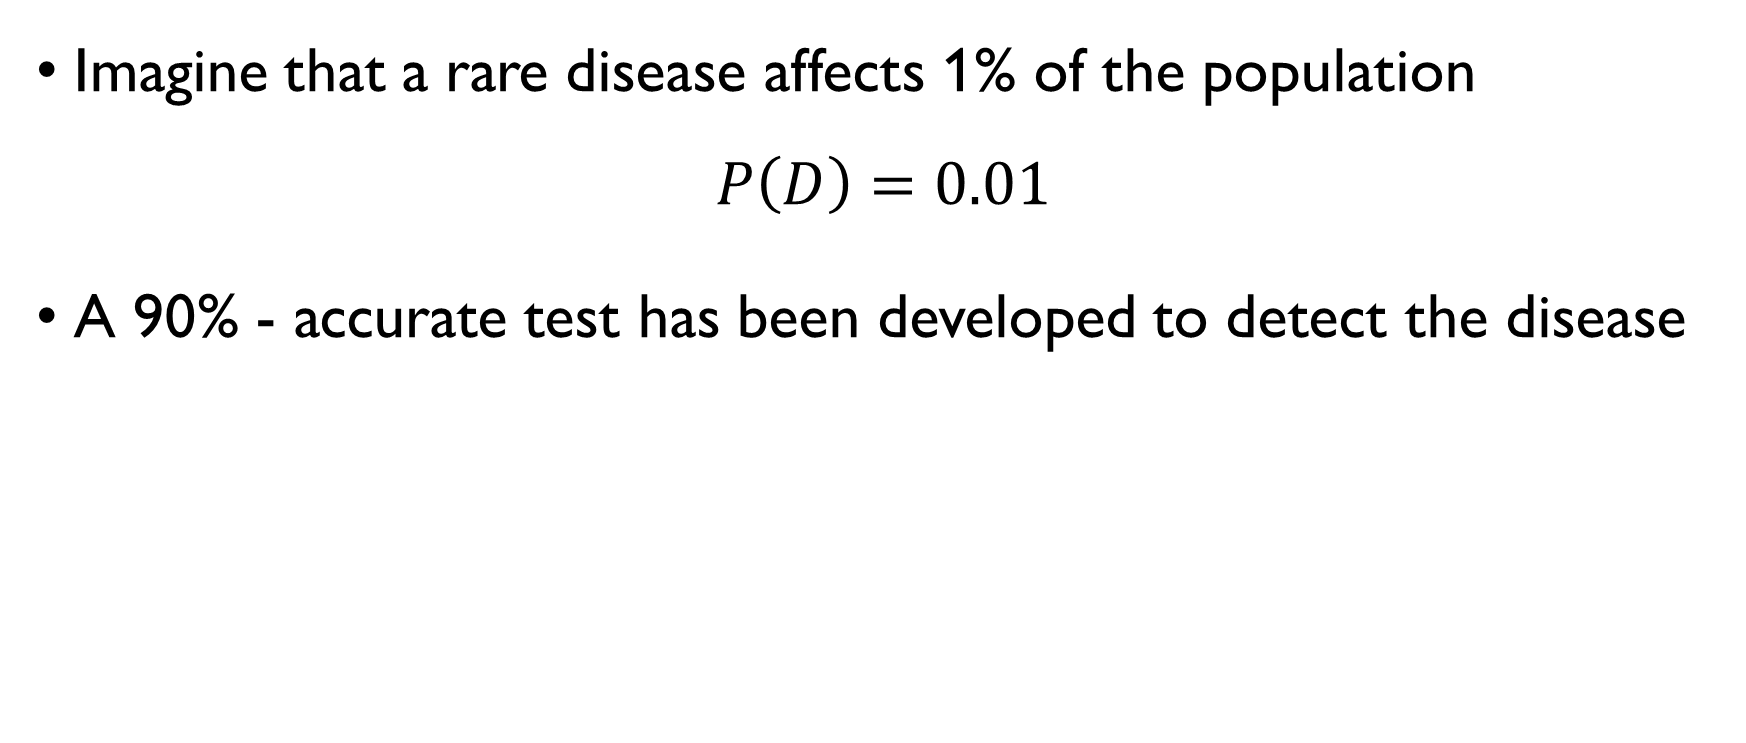 • Imagine that a rare disease affects 1% of the population
P(D) = 0.01
• A 90% - accurate test has been developed to detect the disease